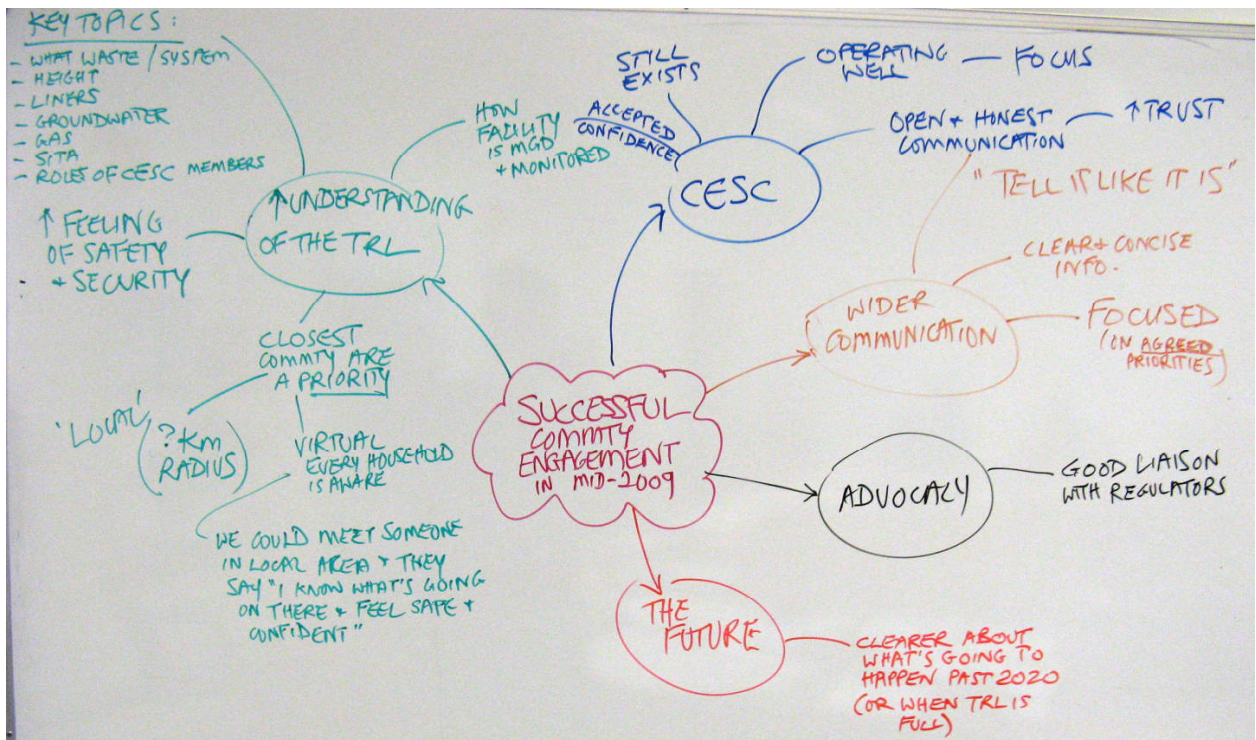 KEY TOPICS:
- WHAT WASTE/SYSTEM
- HEIGHT
- LINERS
- GROUNDWATER
- GAS
- SITA
- ROLES OF CESC MEMBERS
↑ FEELING
OF SAFETY
+ SECURITY
HOW
FACILITY
IS MGD
+ MONITORED
↑UNDERSTANDING
OF THE TRL
CLOSEST
COMMTY ARE
A PRIORITY
'LOCAL'
(?Km
RADIUS)
VIRTUAL
EVERY HOUSEHOLD
IS AWARE
WE COULD MEET SOMEONE
IN LOCAL AREA + THEY
SAY "I KNOW WHAT'S GOING
ON THERE + FEEL SAFE +
CONFIDENT"
STILL
EXISTS
ACCEPTED
CONFIDENCE
CESC
OPERATING
WELL
FOCUS
OPEN + HONEST
COMMUNICATION
↑TRUST
"TELL IT LIKE IT IS"
CLEAR + CONCISE
INFO.
WIDER
COMMUNICATION
FOCUSED
(ON AGREED
PRIORITIES)
SUCCESSFUL
COMMTY
ENGAGEMENT
IN MID-2009
ADVOCACY
GOOD LIAISON
WITH REGULATORS
THE
FUTURE
CLEARER ABOUT
WHAT'S GOING TO
HAPPEN PAST 2020
(OR WHEN TRL IS
FULL)